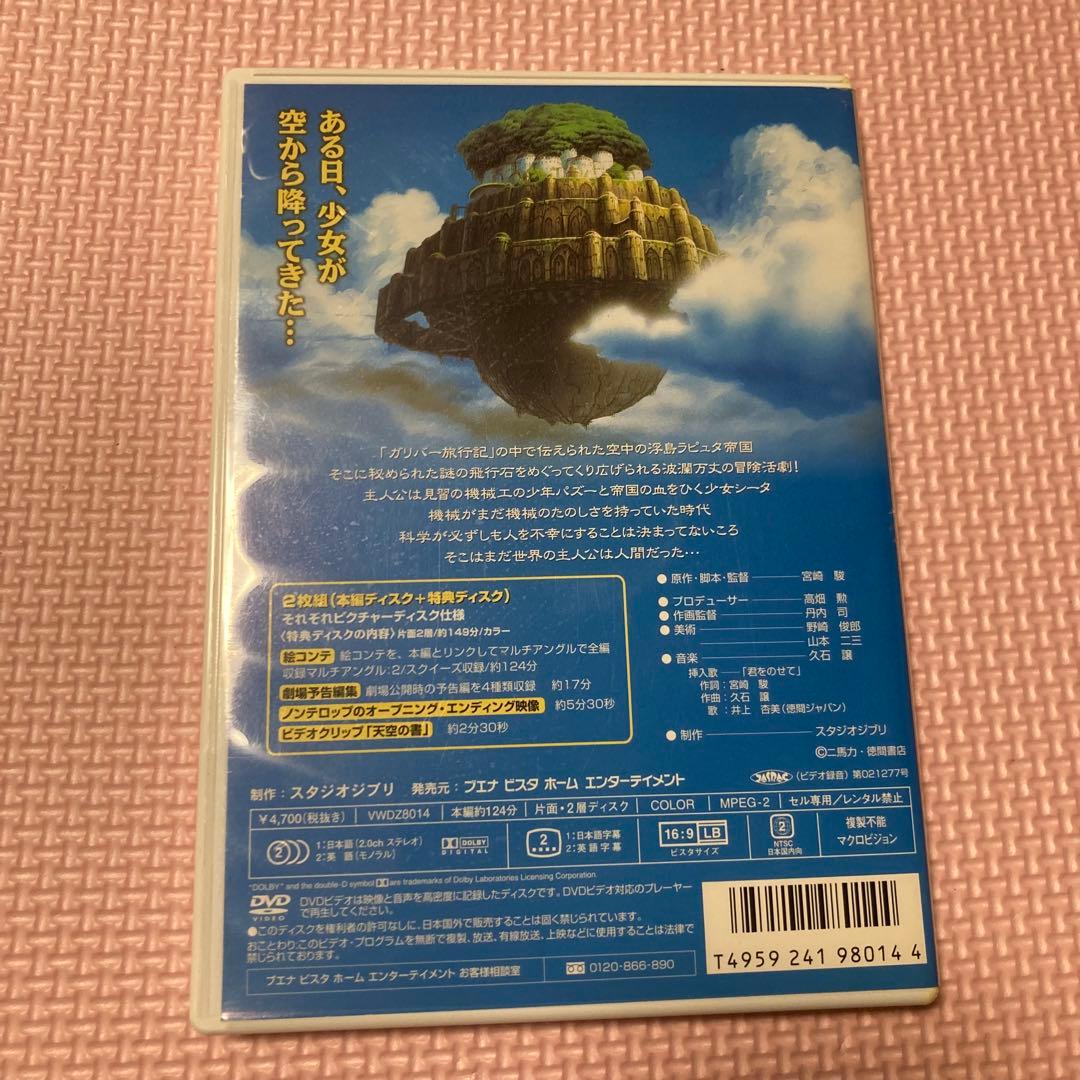 ある日、少女が
空から降ってきた…
「ガリバー旅行記」の中で伝えられた空中の浮島ラピュタ帝国
そこに秘められた謎の飛行石をめぐってくり広げられる波瀾万丈の冒険活劇!
主人公は見習の機械工の少年パズーと帝国の血をひく少女シータ
機械がまだ機械のたのしさを持っていた時代
科学が必ずしも人を不幸にすることは決まってないころ
そこはまだ世界の主人公は人間だった…
2枚組(本編ディスク+特典ディスク)
それぞれピクチャーディスク仕様
〈特典ディスクの内容〉片面2層/約149分/カラー
絵コンテ 絵コンテを、本編とリンクしてマルチアングルで全編
収録マルチアングル:2/スクイーズ収録/約124分
劇場予告編集 劇場公開時の予告編を4種類収録 約17分
ノンテロップのオープニング・エンディング映像 約5分30秒
ビデオクリップ「天空の書」 約2分30秒
●原作・脚本・監督 宮崎 駿
●プロデューサー 高畑 勲
●作画監督 丹内 司
●美術 野崎 俊郎
山本 二三
●音楽 久石 譲
挿入歌 「君をのせて」
作詞:宮崎 駿
作曲:久石 譲
歌:井上 杏美(徳間ジャパン)
●制作 スタジオジブリ
©二馬力・徳間書店
JASRAC (ビデオ録音)第021277号
制作:スタジオジブリ 発売元:ブエナ ビスタ ホーム エンターテイメント
¥4,700(税抜き) VWDZ8014 本編約124分 片面・2層ディスク COLOR MPEG-2 セル専用/レンタル禁止
2 1:日本語(2.0ch ステレオ)
2:英 語(モノラル)
DOLBY DIGITAL
2 1:日本語字幕
2:英語字幕
16:9 LB
ビスタサイズ
2 NTSC
日本国内向
複製不能
マクロビジョン
"DOLBY" and the double-D symbol are trademarks of Dolby Laboratories Licensing Corporation.
DVD VIDEO
DVDビデオは映像と音声を高密度に記録したディスクです。DVDビデオ対応のプレーヤー
で再生してください。
●このディスクを権利者の許可なしに、日本国外で販売することは固く禁じられています。
おことわり:このビデオ・プログラムを無断で複製、放送、有線放送、上映などに使用することは法律で
禁じられております。
ブエナ ビスタ ホーム エンターテイメント お客様相談室 0120-866-890
T4959 241 98014 4